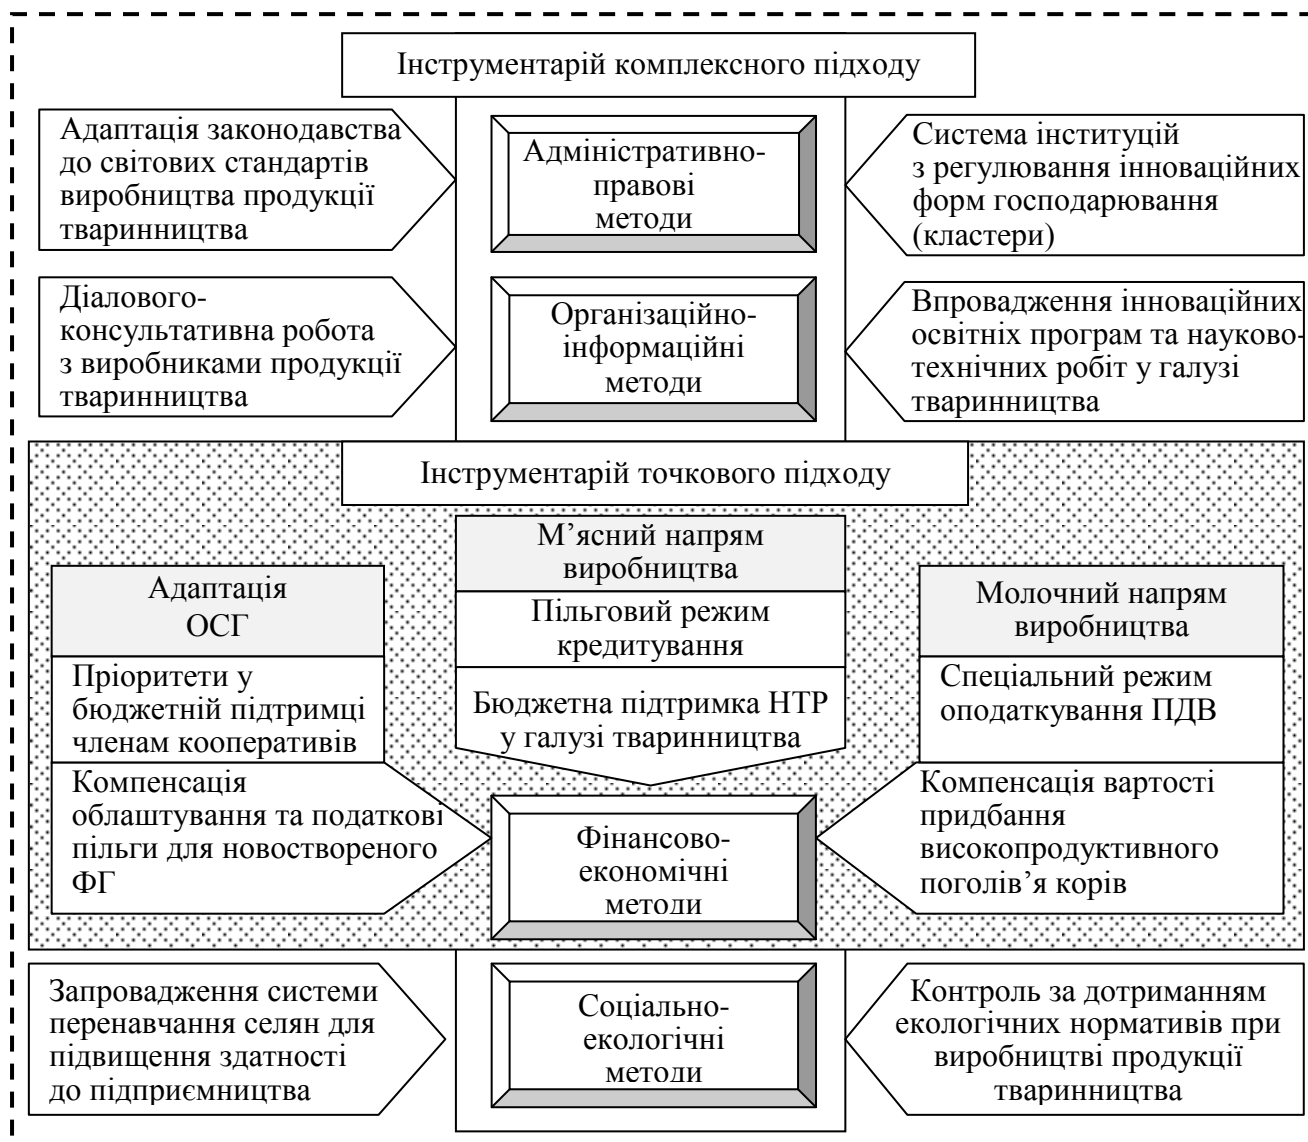 Інструментарій комплексного підходу
Адаптація законодавства
до світових стандартів
виробництва продукції
тваринництва
Адміністративно-
правові
методи
Система інституцій
з регулювання інноваційних
форм господарювання
(кластери)
Діалового-
консультативна робота
з виробниками продукції
тваринництва
Організаційно-
інформаційні
методи
Впровадження інноваційних
освітніх програм та науково-
технічних робіт у галузі
тваринництва
Інструментарій точкового підходу
Адаптація
ОСГ
Пріоритети у
бюджетній підтримці
членам кооперативів
Компенсація
облаштування та податкові
пільги для новоствореного
ФГ
М’ясний напрям
виробництва
Пільговий режим
кредитування
Бюджетна підтримка НТР
у галузі тваринництва
Молочний напрям
виробництва
Спеціальний режим
оподаткування ПДВ
Компенсація вартості
придбання
високопродуктивного
поголів’я корів
Фінансово-
економічні
методи
Запровадження системи
перенавчання селян для
підвищення здатності
до підприємництва
Соціально-
екологічні
методи
Контроль за дотриманням
екологічних нормативів при
виробництві продукції
тваринництва